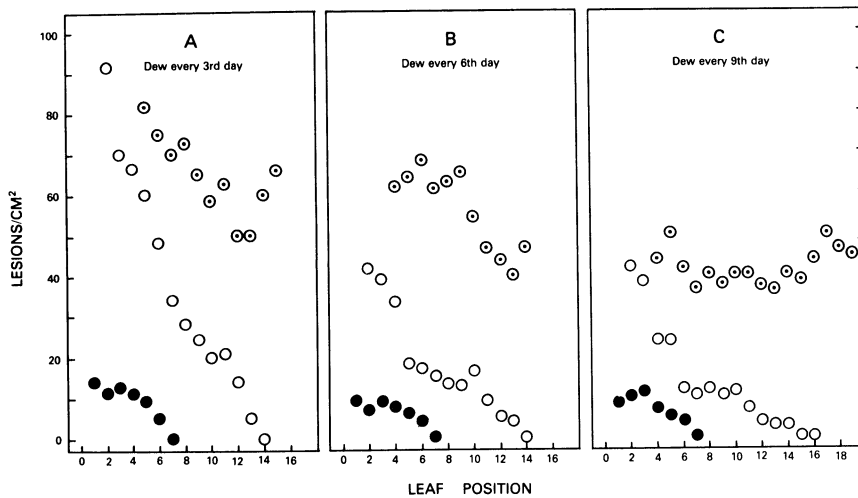 A
Dew every 3rd day
B
Dew every 6th day
C
Dew every 9th day
100
80
60
40
20
0
LESIONS/CM²
0 2 4 6 8 10 12 14 16
0 2 4 6 8 10 12 14 16
0 2 4 6 8 10 12 14 16 18
LEAF POSITION